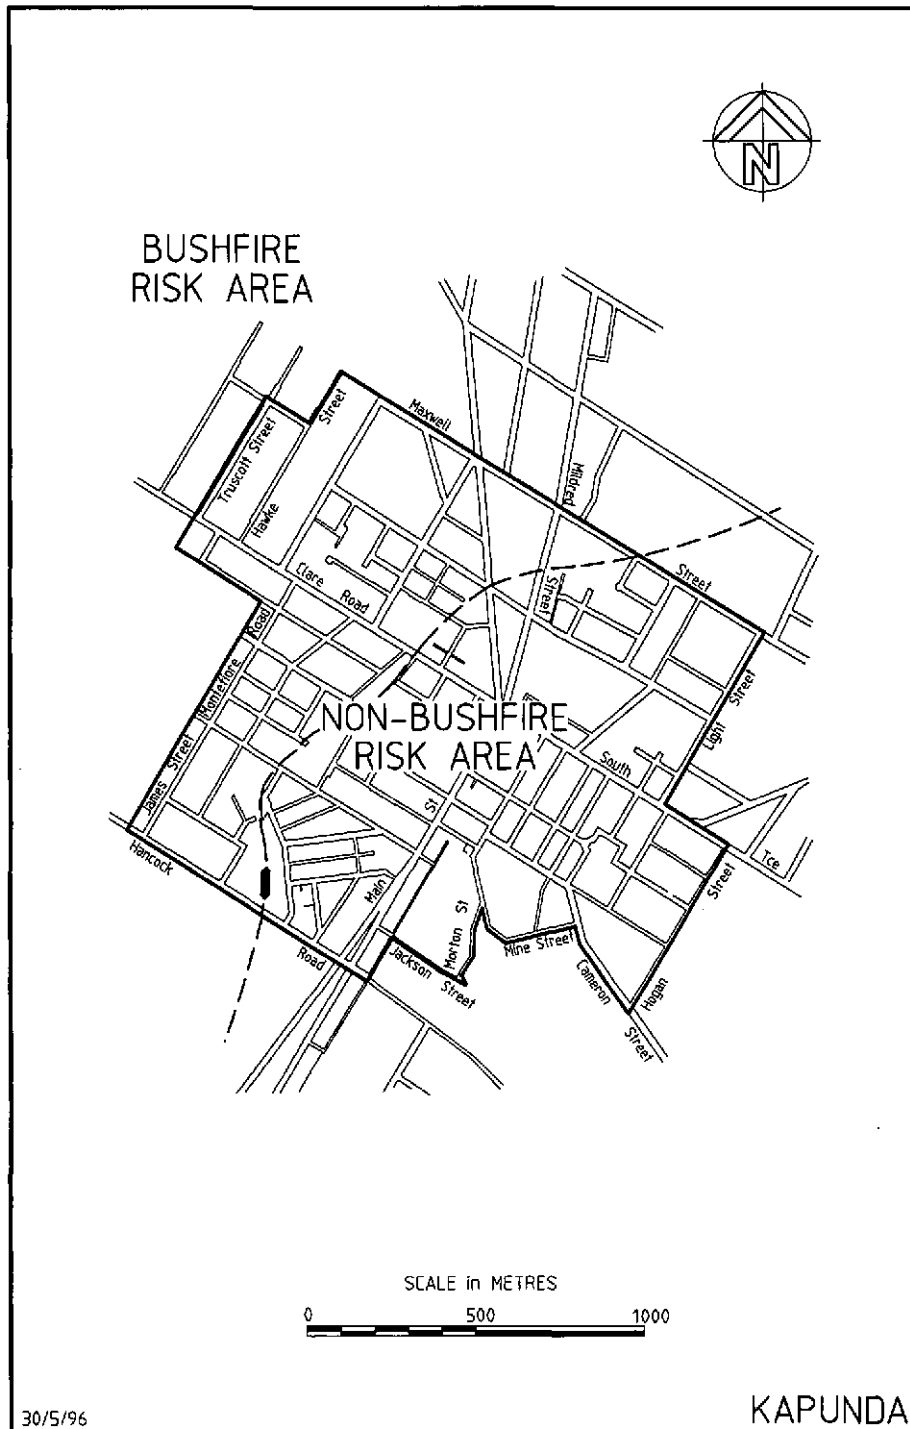 N
BUSHFIRE
RISK AREA
Truscott Street
Hawke
Street
Maxwell
Mildred
Street
Street
Clare Road
Montefiore
Road
James Street
NON-BUSHFIRE
RISK AREA
Light
Street
South
Tce
St
Main
Hancock
Road
Jackson
Street
Morton St
Mine Street
Cameron
Street
Hogan
Street
SCALE in METRES
0 500 1000
30/5/96
KAPUNDA